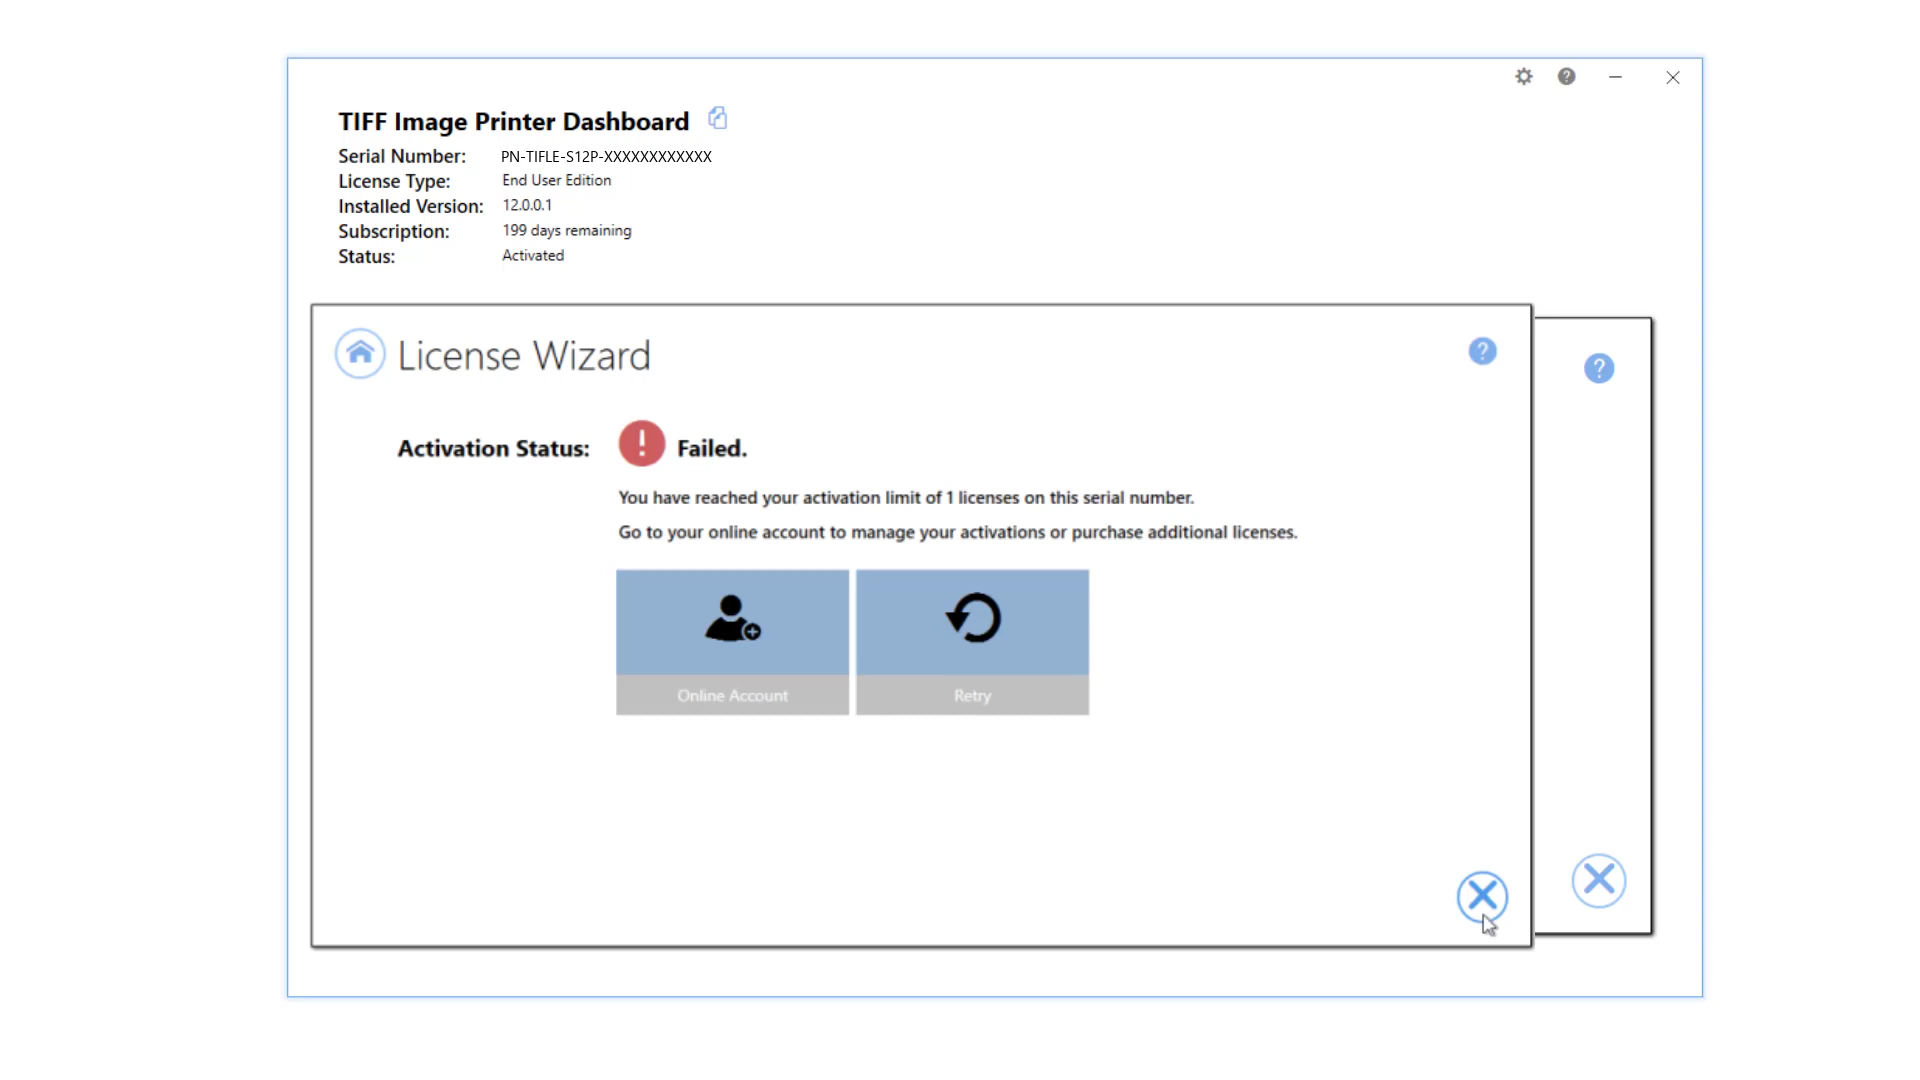 TIFF Image Printer Dashboard
Serial Number: PN-TIFLE-S12P-XXXXXXXXXXXX
License Type: End User Edition
Installed Version: 12.0.0.1
Subscription: 199 days remaining
Status: Activated
License Wizard
Activation Status: Failed.
You have reached your activation limit of 1 licenses on this serial number.
Go to your online account to manage your activations or purchase additional licenses.
Online Account Retry